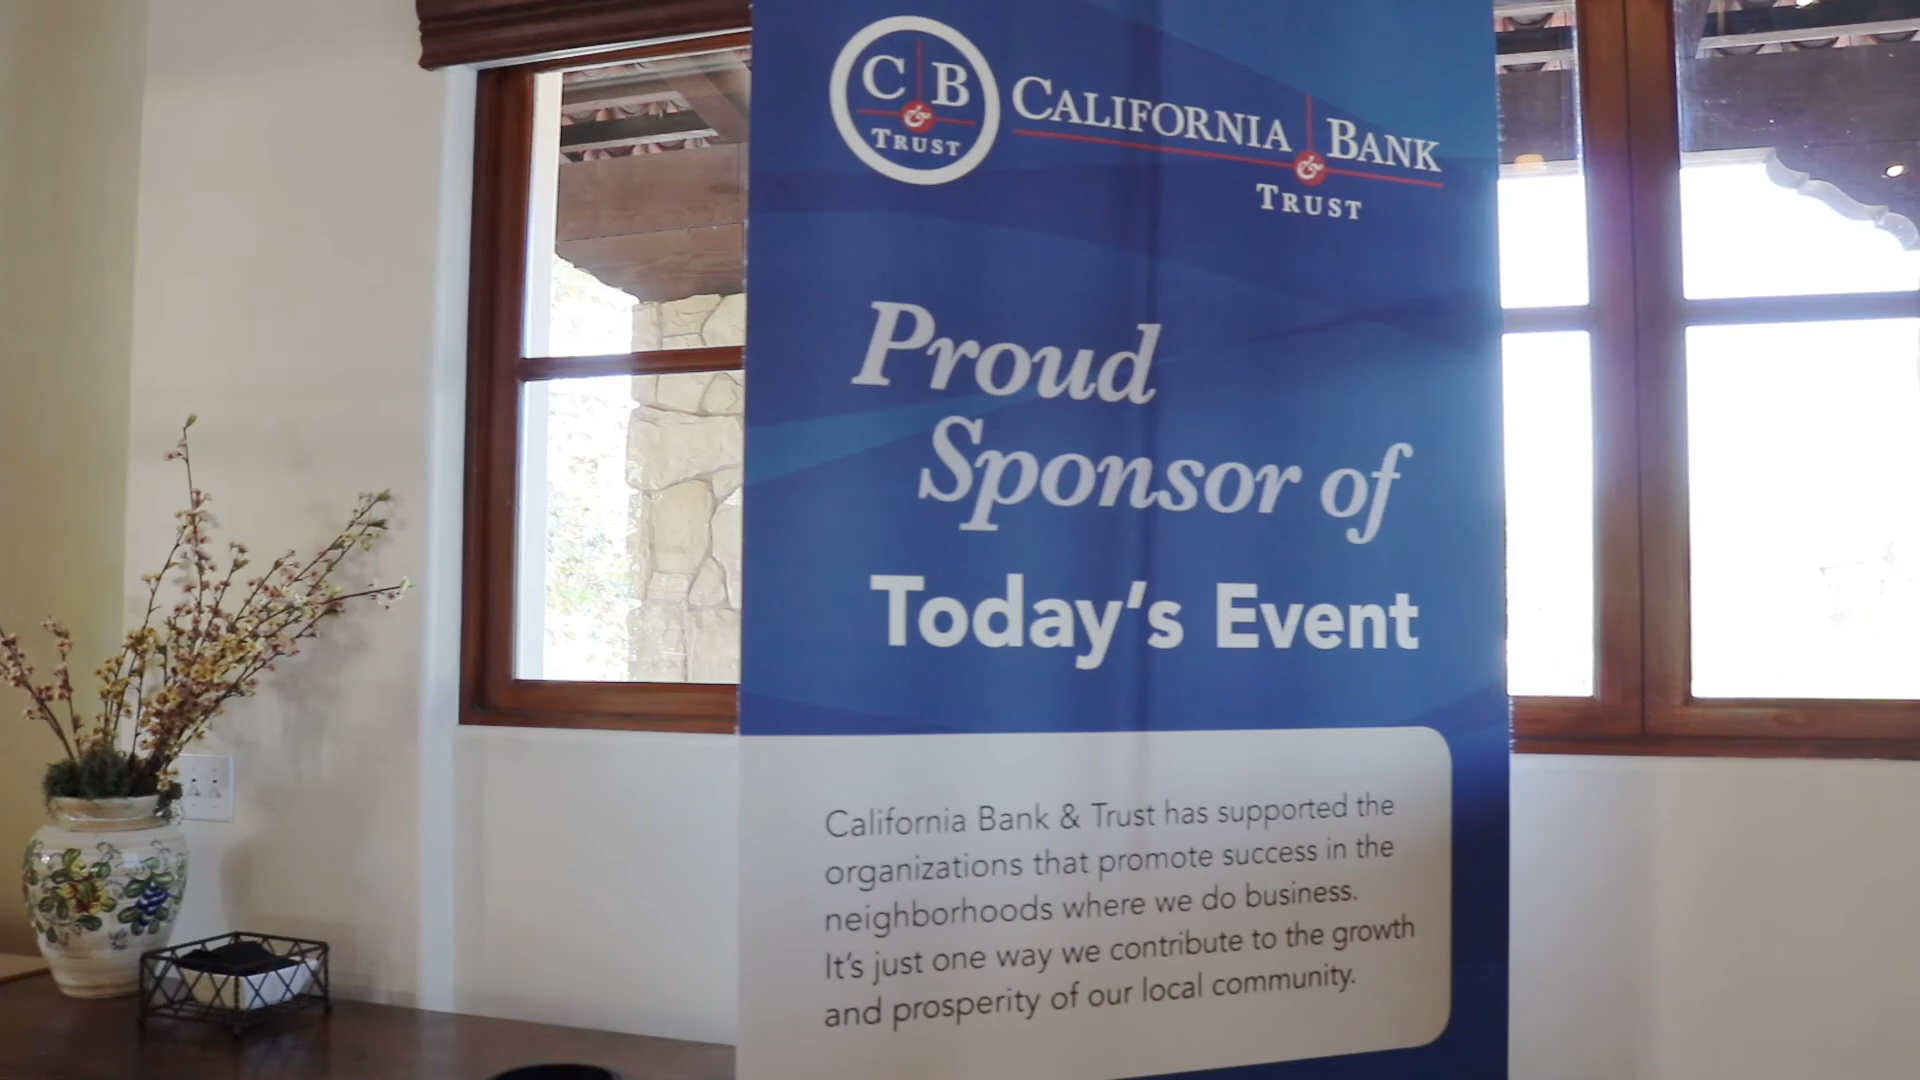 C B
&
TRUST
CALIFORNIA & BANK
TRUST
Proud
Sponsor of
Today's Event
California Bank & Trust has supported the
organizations that promote success in the
neighborhoods where we do business.
It's just one way we contribute to the growth
and prosperity of our local community.